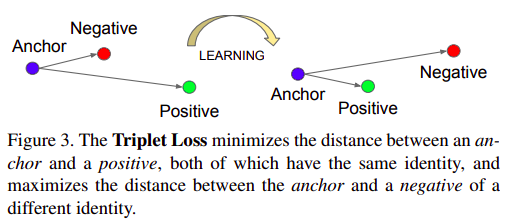 Negative
Anchor
LEARNING
Positive
Negative
Anchor
Positive
Figure 3. The Triplet Loss minimizes the distance between an an-
chor and a positive, both of which have the same identity, and
maximizes the distance between the anchor and a negative of a
different identity.